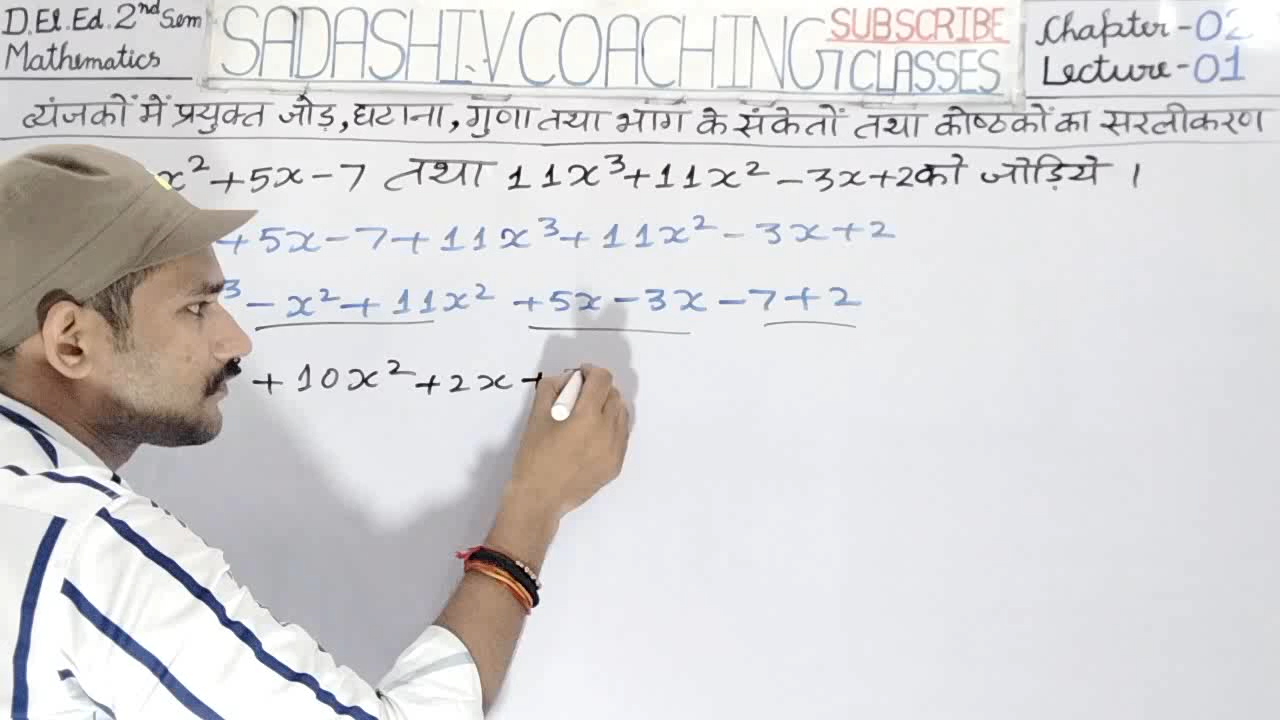 D.El.Ed. 2nd Sem
Mathematics
SADASHIV COACHING CLASSES
SUBSCRIBE
Chapter - 02
Lecture - 01
व्यंजकों में प्रयुक्त जोड़, घटाना, गुणा तथा भाग के संकेतों तथा कोष्ठकों का सरलीकरण
x² + 5x - 7 तथा 11x³ + 11x² - 3x + 2 को जोड़िये ।
+ 5x - 7 + 11x³ + 11x² - 3x + 2
³ - x² + 11x² + 5x - 3x - 7 + 2
+ 10x² + 2x +